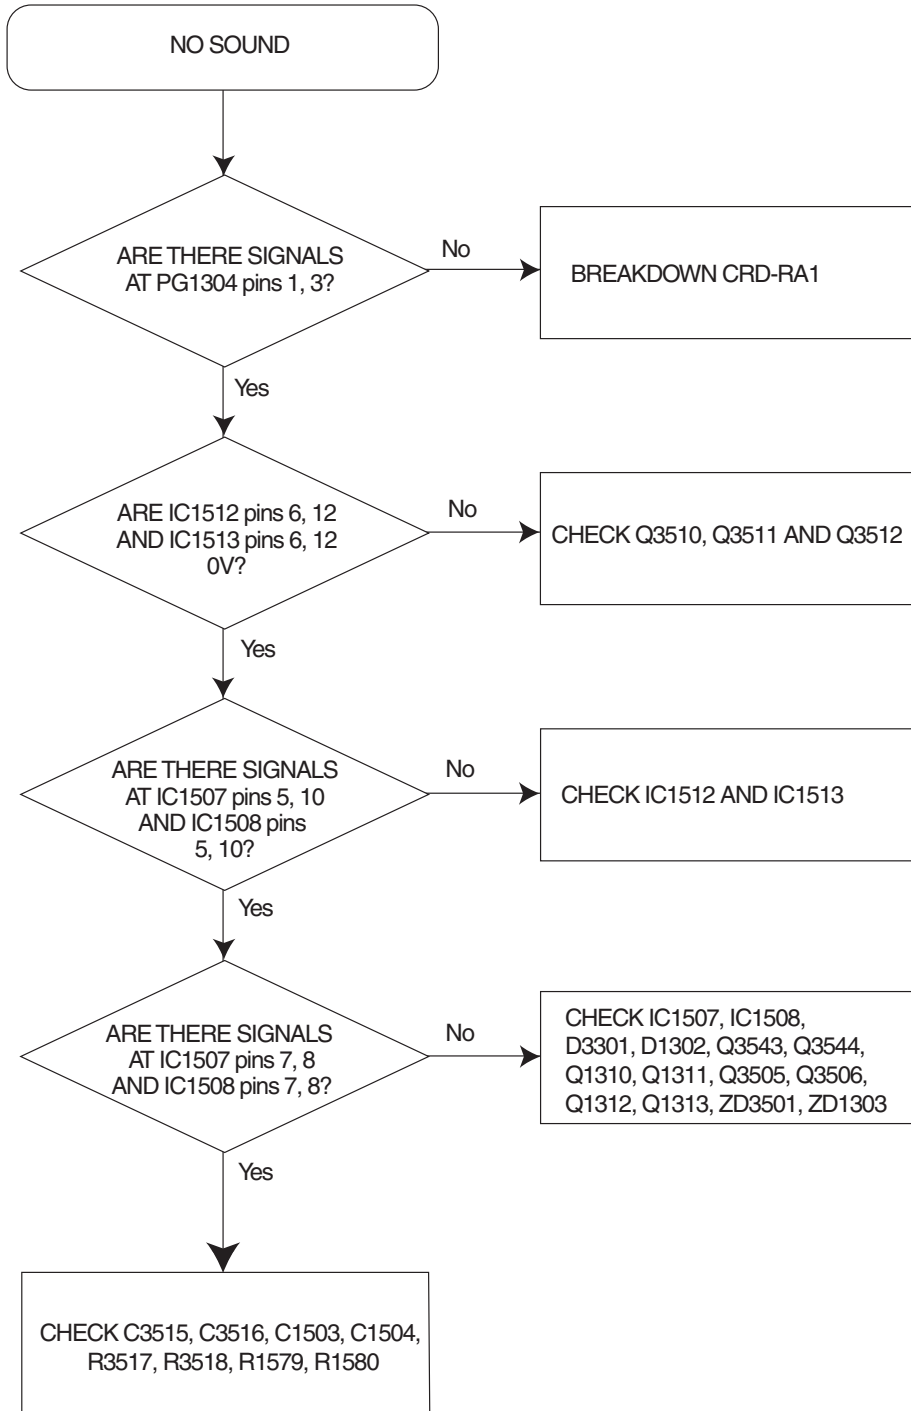 NO SOUND
ARE THERE SIGNALS
AT PG1304 pins 1, 3?
No
BREAKDOWN CRD-RA1
Yes
ARE IC1512 pins 6, 12
AND IC1513 pins 6, 12
0V?
No
CHECK Q3510, Q3511 AND Q3512
Yes
ARE THERE SIGNALS
AT IC1507 pins 5, 10
AND IC1508 pins
5, 10?
No
CHECK IC1512 AND IC1513
Yes
ARE THERE SIGNALS
AT IC1507 pins 7, 8
AND IC1508 pins 7, 8?
No
CHECK IC1507, IC1508,
D3301, D1302, Q3543, Q3544,
Q1310, Q1311, Q3505, Q3506,
Q1312, Q1313, ZD3501, ZD1303
Yes
CHECK C3515, C3516, C1503, C1504,
R3517, R3518, R1579, R1580